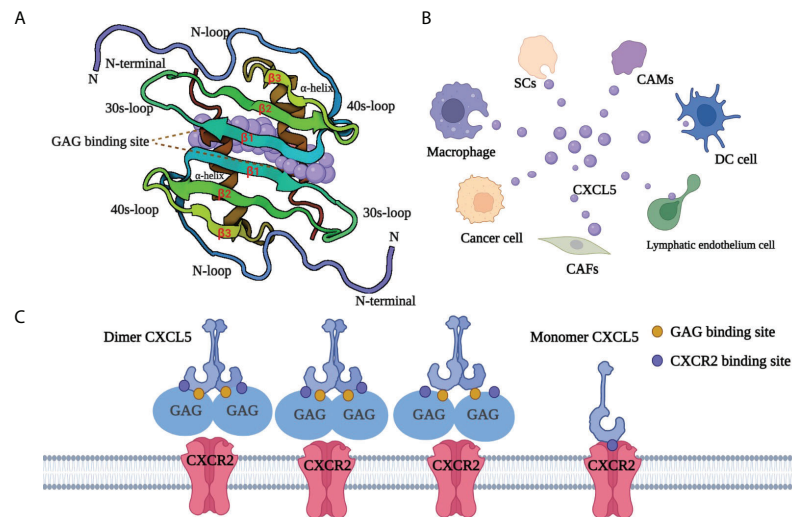 A
N-loop
N-terminal
N
β3
α-helix
30s-loop
β2
40s-loop
β1
GAG binding site
β1
α-helix
β2
40s-loop
30s-loop
β3
N
N-loop
N-terminal
B
SCs
CAMs
Macrophage
DC cell
CXCL5
Cancer cell
Lymphatic endothelium cell
CAFs
C
Dimer CXCL5
Monomer CXCL5
GAG binding site
CXCR2 binding site
GAG GAG
GAG GAG
GAG GAG
CXCR2
CXCR2
CXCR2
CXCR2